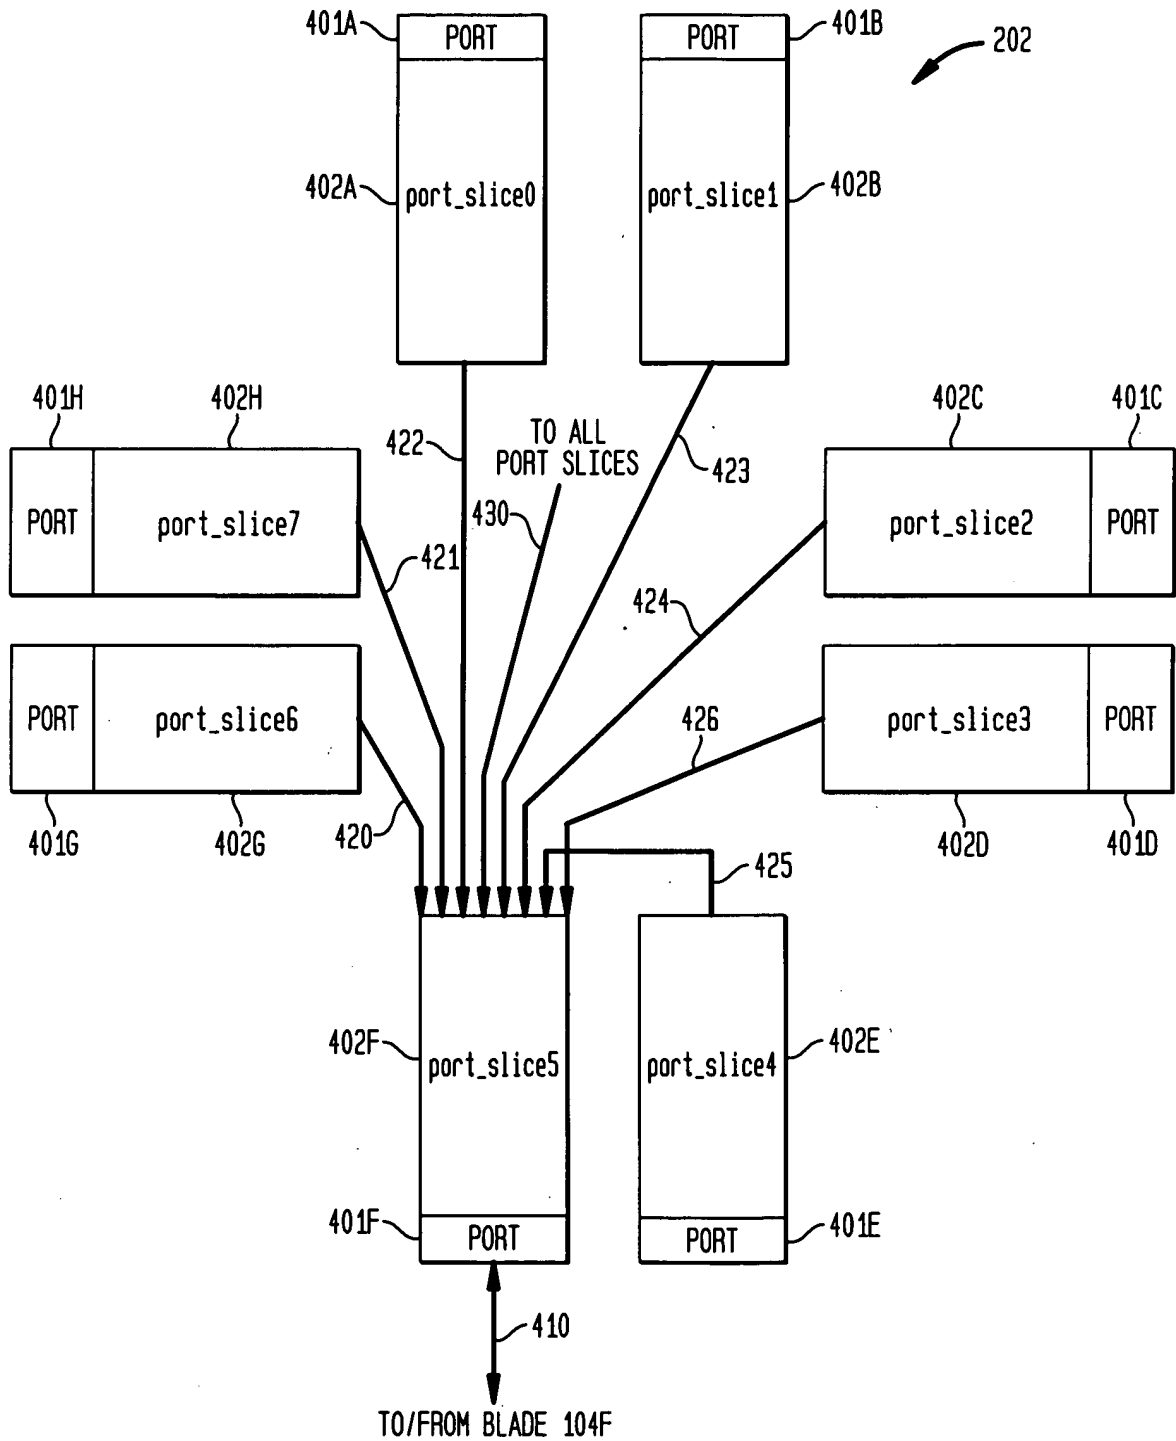 401A
PORT
PORT
401B
202
402A
port_slice0
port_slice1
402B
401H
402H
402C
401C
422
TO ALL
PORT SLICES
423
430
PORT
port_slice7
421
port_slice2
PORT
424
PORT
port_slice6
426
port_slice3
PORT
401G
402G
420
402D
401D
425
402F
port_slice5
port_slice4
402E
401F
PORT
PORT
401E
410
TO/FROM BLADE 104F